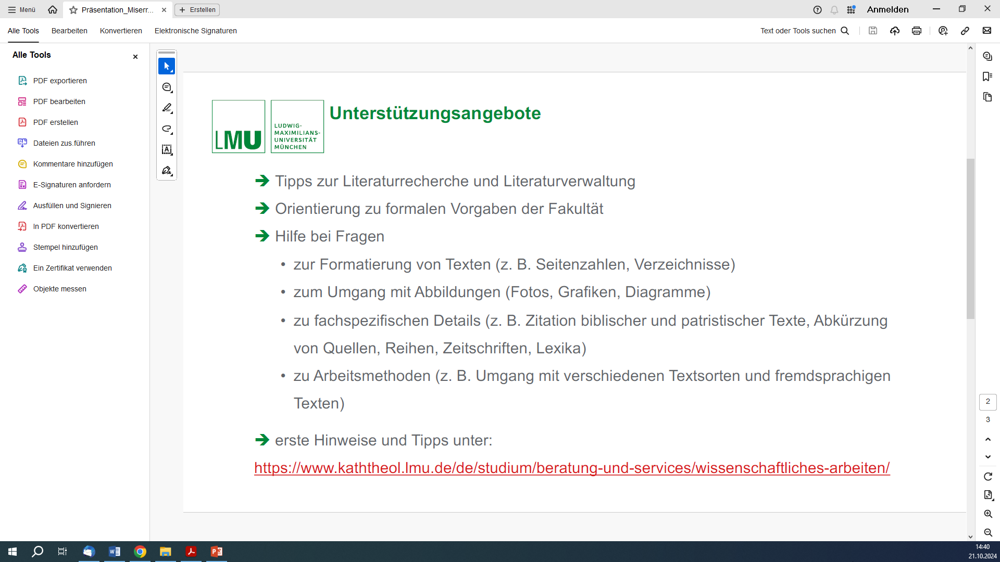 Menü
Präsentation_Miserr...
Erstellen
Anmelden
Alle Tools
Bearbeiten
Konvertieren
Elektronische Signaturen
Text oder Tools suchen
Alle Tools
PDF exportieren
PDF bearbeiten
PDF erstellen
Dateien zus.führen
Kommentare hinzufügen
E-Signaturen anfordern
Ausfüllen und Signieren
In PDF konvertieren
Stempel hinzufügen
Ein Zertifikat verwenden
Objekte messen
LMU
LUDWIG-
MAXIMILIANS-
UNIVERSITÄT
MÜNCHEN
Unterstützungsangebote
➔ Tipps zur Literaturrecherche und Literaturverwaltung
➔ Orientierung zu formalen Vorgaben der Fakultät
➔ Hilfe bei Fragen
• zur Formatierung von Texten (z. B. Seitenzahlen, Verzeichnisse)
• zum Umgang mit Abbildungen (Fotos, Grafiken, Diagramme)
• zu fachspezifischen Details (z. B. Zitation biblischer und patristischer Texte, Abkürzung
von Quellen, Reihen, Zeitschriften, Lexika)
• zu Arbeitsmethoden (z. B. Umgang mit verschiedenen Textsorten und fremdsprachigen
Texten)
➔ erste Hinweise und Tipps unter:
https://www.kaththeol.lmu.de/de/studium/beratung-und-services/wissenschaftliches-arbeiten/
2
3
14:40
21.10.2024